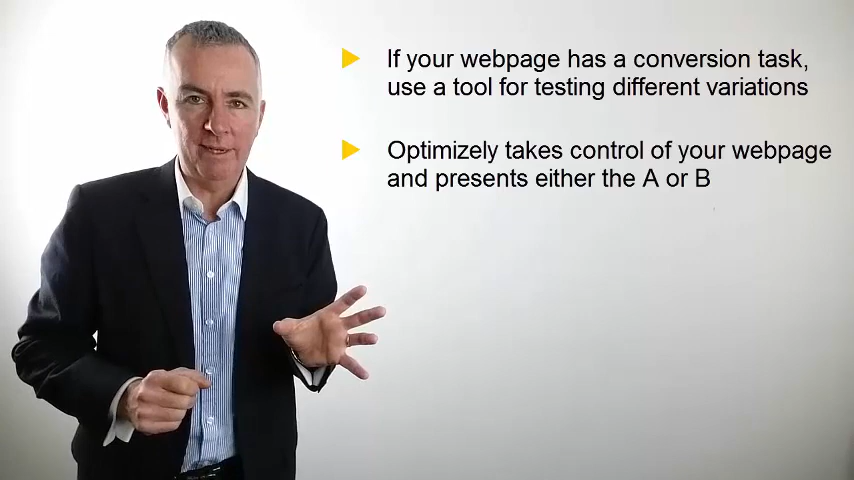 If your webpage has a conversion task,
use a tool for testing different variations
Optimizely takes control of your webpage
and presents either the A or B